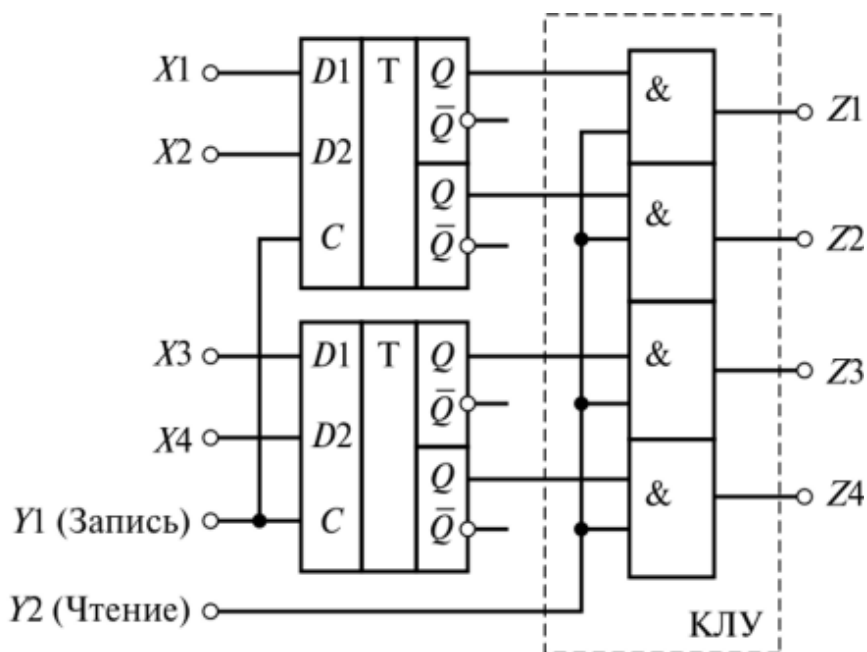 X1 D1 T Q & Z1
Q̅
X2 D2
Q & Z2
C Q̅
X3 D1 T Q & Z3
Q̅
X4 D2
Q & Z4
Y1 (Запись) C Q̅
Y2 (Чтение) КЛУ